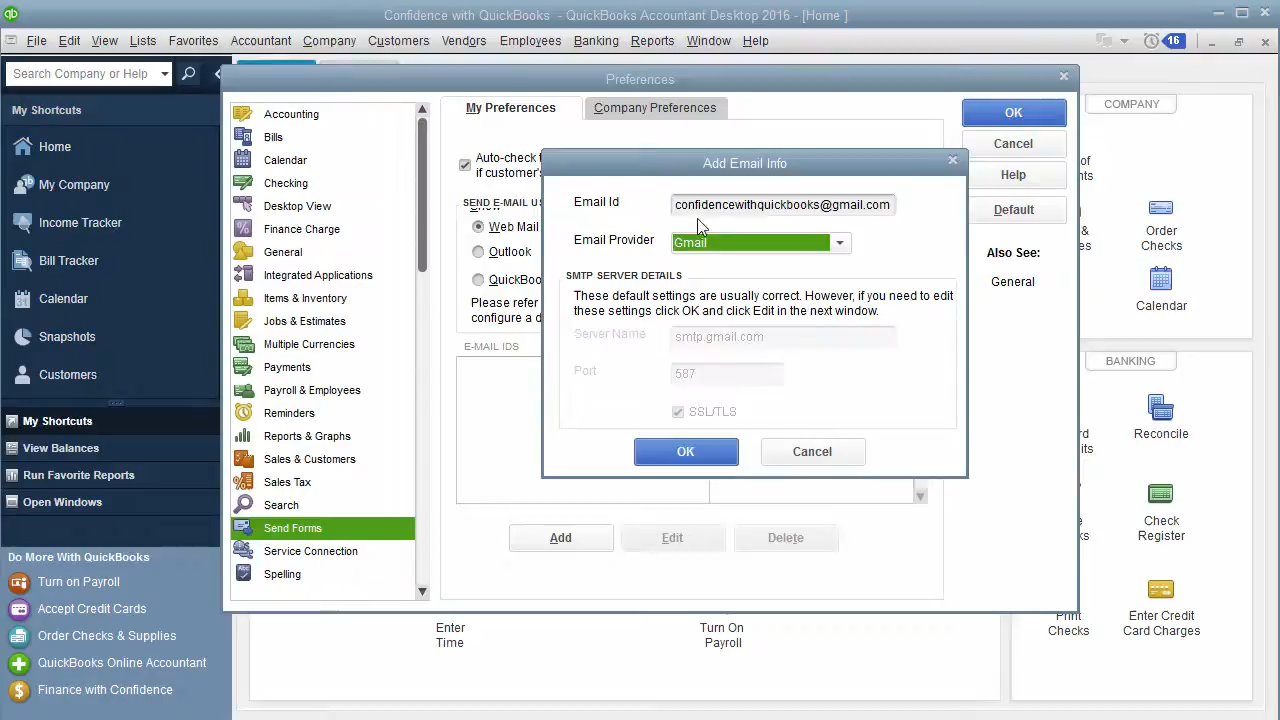 Confidence with QuickBooks - QuickBooks Accountant Desktop 2016 - [Home ]
File Edit View Lists Favorites Accountant Company Customers Vendors Employees Banking Reports Window Help
16
Search Company or Help
My Shortcuts
Home
My Company
Income Tracker
Bill Tracker
Calendar
Snapshots
Customers
My Shortcuts
View Balances
Run Favorite Reports
Open Windows
Do More With QuickBooks
Turn on Payroll
Accept Credit Cards
Order Checks & Supplies
QuickBooks Online Accountant
Finance with Confidence
Preferences
Accounting
Bills
Calendar
Checking
Desktop View
Finance Charge
General
Integrated Applications
Items & Inventory
Jobs & Estimates
Multiple Currencies
Payments
Payroll & Employees
Reminders
Reports & Graphs
Sales & Customers
Sales Tax
Search
Send Forms
Service Connection
Spelling
My Preferences
Company Preferences
Auto-check
if customer's
SEND E-MAIL
Web Mail
Outlook
Please refer
E-MAIL IDS
Add
Edit
Delete
OK
Cancel
Help
Default
Also See:
General
Add Email Info
Email Id
confidencewithquickbooks@gmail.com
Email Provider
Gmail
SMTP SERVER DETAILS
These default settings are usually correct. However, if you need to edit
these settings click OK and click Edit in the next window.
Server Name
smtp.gmail.com
Port
587
SSL/TLS
OK
Cancel
Enter
Time
Turn On
Payroll
COMPANY
of
Order
Checks
Calendar
BANKING
Reconcile
Check
Register
Print
Checks
Enter Credit
Card Charges